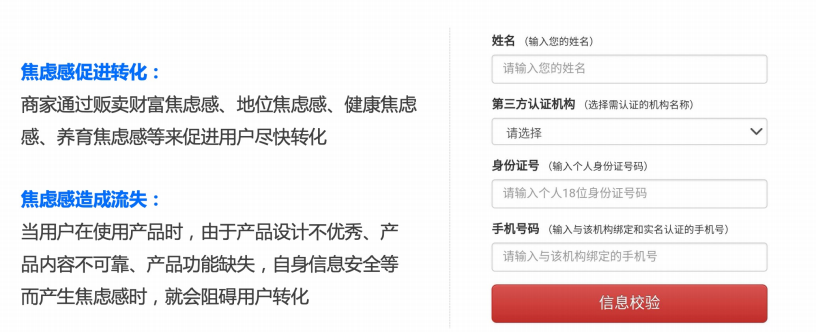 焦虑感促进转化：
商家通过贩卖财富焦虑感、地位焦虑感、健康焦虑
感、养育焦虑感等来促进用户尽快转化
焦虑感造成流失：
当用户在使用产品时，由于产品设计不优秀、产
品内容不可靠、产品功能缺失，自身信息安全等
而产生焦虑感时，就会阻碍用户转化
姓名（输入您的姓名）
请输入您的姓名
第三方认证机构（选择需认证的机构名称）
请选择
身份证号（输入个人身份证号码）
请输入个人18位身份证号码
手机号码（输入与该机构绑定和实名认证的手机号）
请输入与该机构绑定的手机号
信息校验